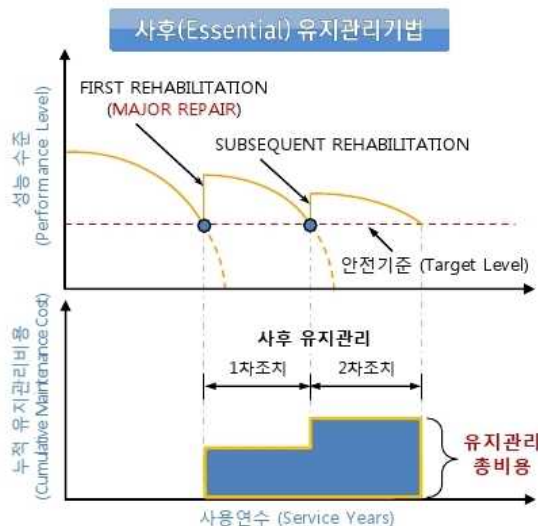 사후(Essential) 유지관리기법
FIRST REHABILITATION
(MAJOR REPAIR)
SUBSEQUENT REHABILITATION
성능 수준
(Performance Level)
안전기준 (Target Level)
사후 유지관리
1차조치
2차조치
누적 유지관리비용
(Cumulative Maintenance Cost)
유지관리
총비용
사용연수 (Service Years)